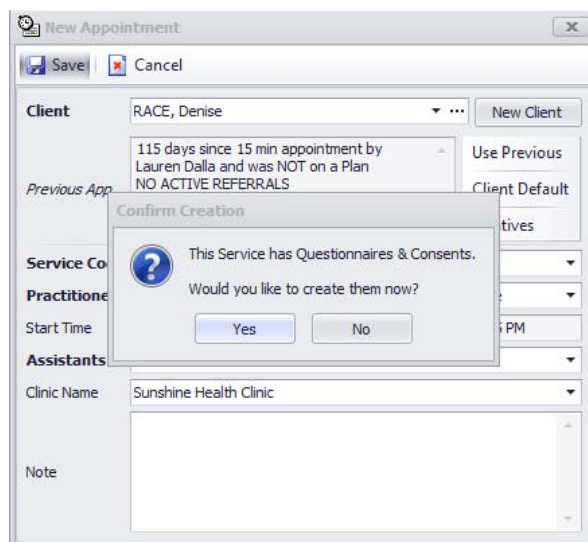 New Appointment
Save Cancel
Client RACE, Denise New Client
115 days since 15 min appointment by
Lauren Dalla and was NOT on a Plan
NO ACTIVE REFERRALS
Previous App
Use Previous
Client Default
Confirm Creation
This Service has Questionnaires & Consents.
Would you like to create them now?
Yes No
Service Co
Practitione
Start Time PM
Assistants
Clinic Name Sunshine Health Clinic
Note